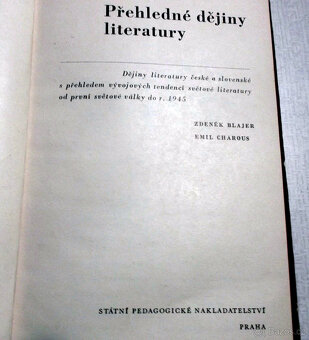 Přehledné dějiny
literatury
Dějiny literatury české a slovenské
s přehledem vývojových tendencí světové literatury
od první světové války do r. 1945
ZDENĚK BLAJER
EMIL CHAROUS
STÁTNÍ PEDAGOGICKÉ NAKLADATELSTVÍ
PRAHA